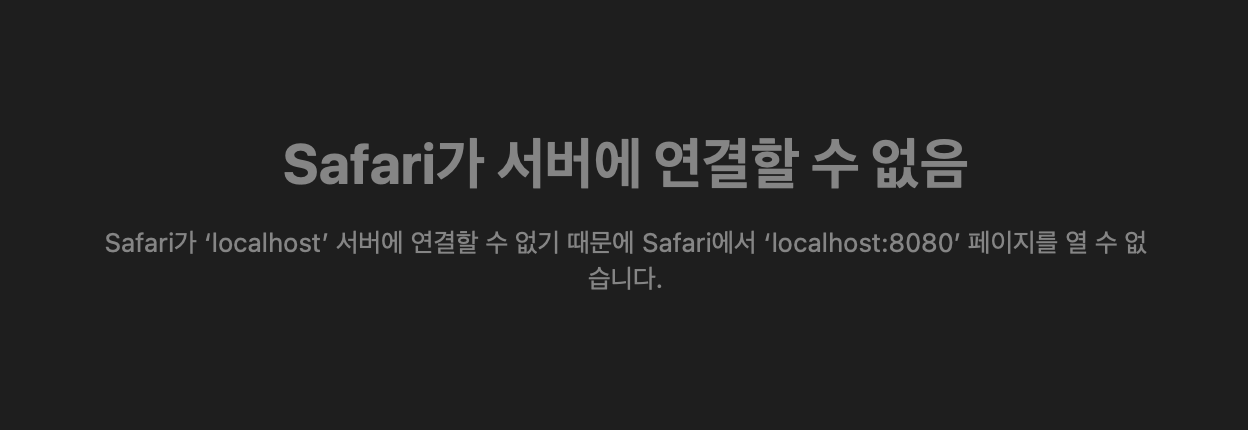 Safari가 서버에 연결할 수 없음
Safari가 ‘localhost’ 서버에 연결할 수 없기 때문에 Safari에서 ‘localhost:8080’ 페이지를 열 수 없
습니다.